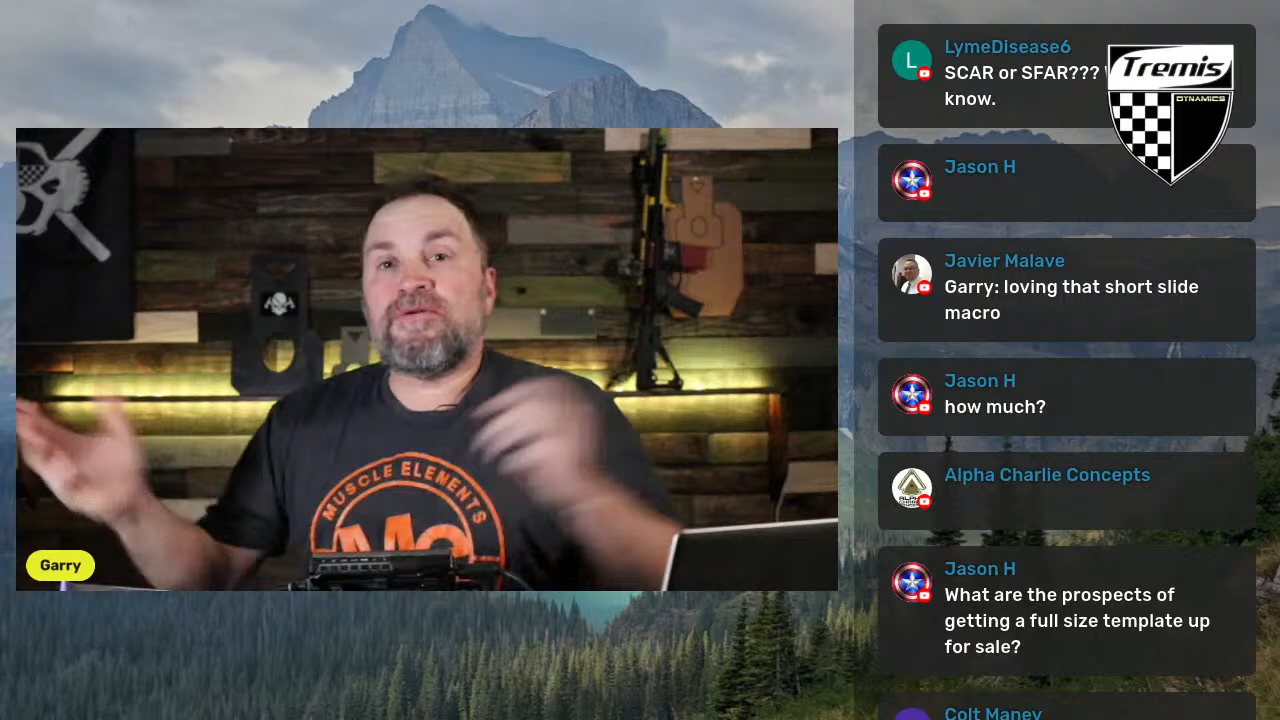 LymeDisease6
SCAR or SFAR???
know.
Tremis
DYNAMICS
Jason H
Javier Malave
Garry: loving that short slide
macro
Jason H
how much?
Alpha Charlie Concepts
Jason H
What are the prospects of
getting a full size template up
for sale?
Colt Maney
MUSCLE ELEMENTS
Me
Garry
L